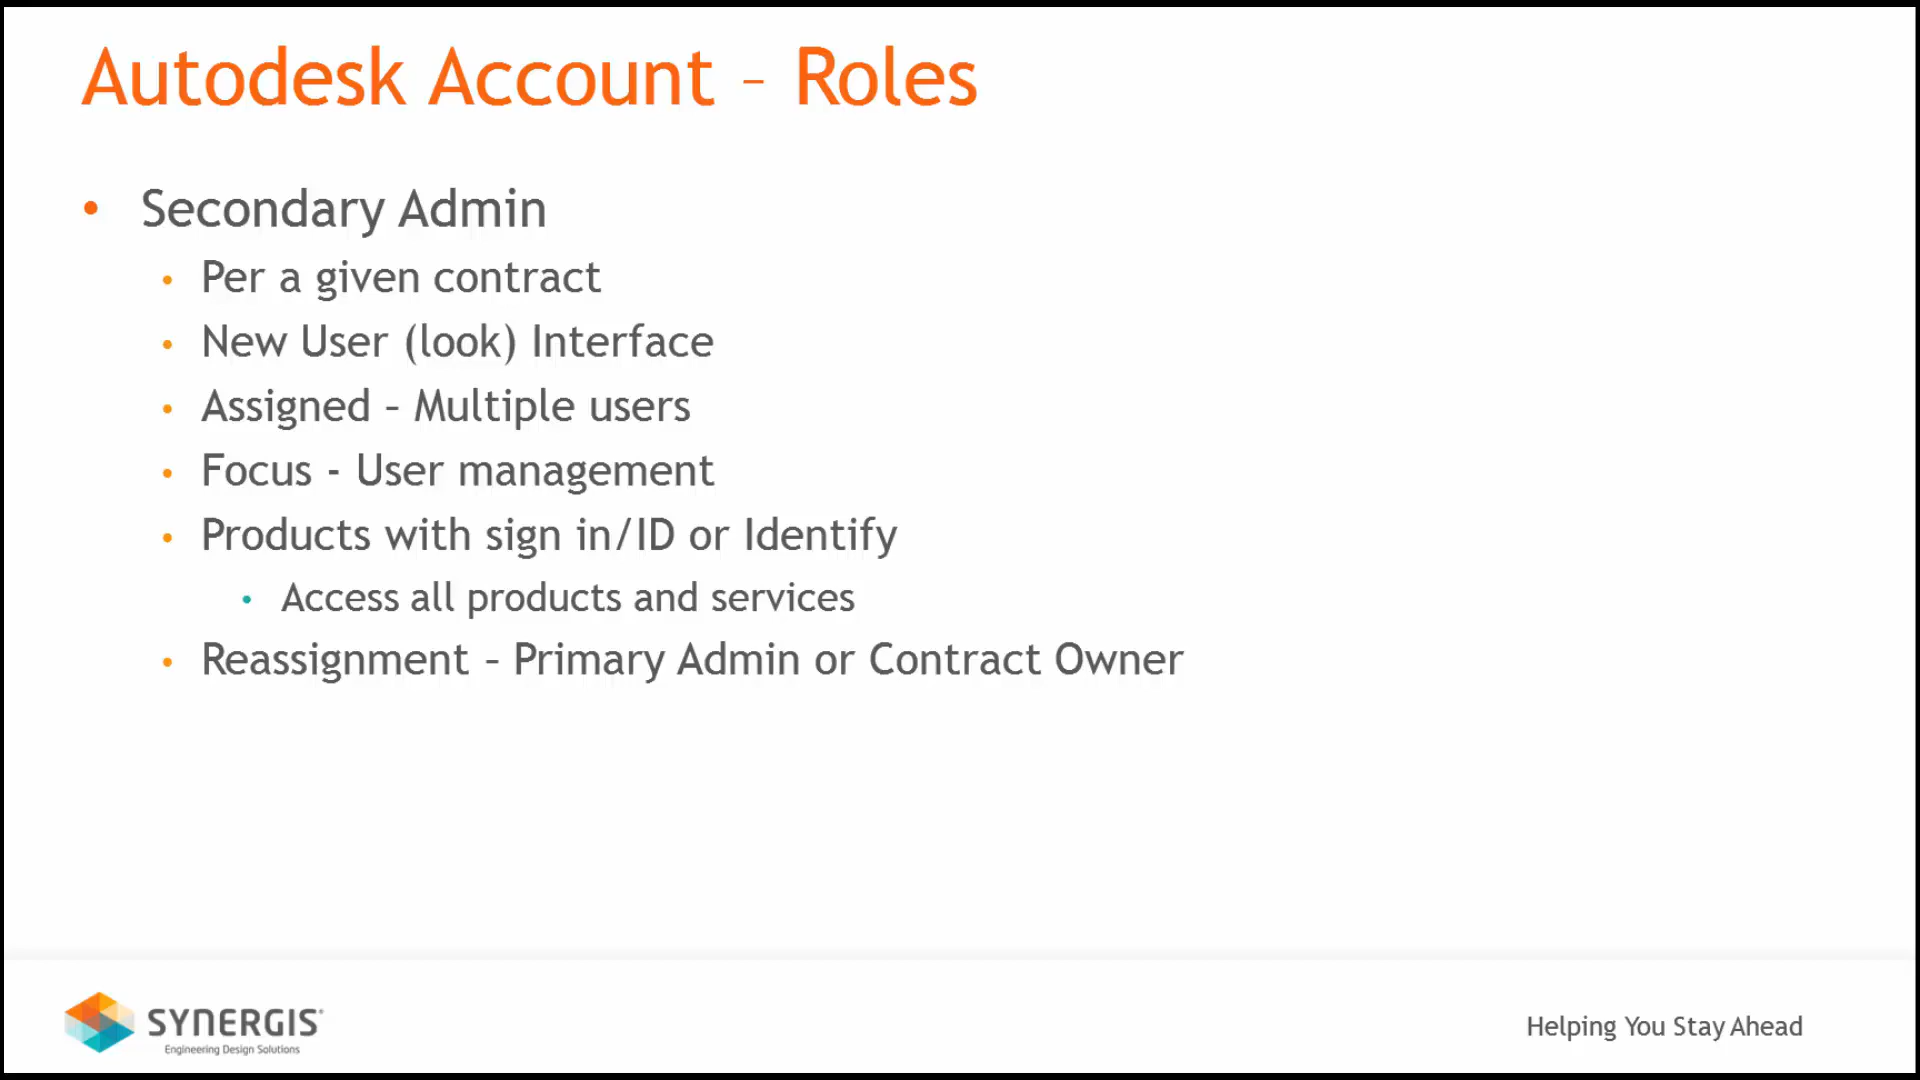 Autodesk Account – Roles
• Secondary Admin
• Per a given contract
• New User (look) Interface
• Assigned – Multiple users
• Focus - User management
• Products with sign in/ID or Identify
• Access all products and services
• Reassignment – Primary Admin or Contract Owner
SYNERGIS®
Engineering Design Solutions
Helping You Stay Ahead